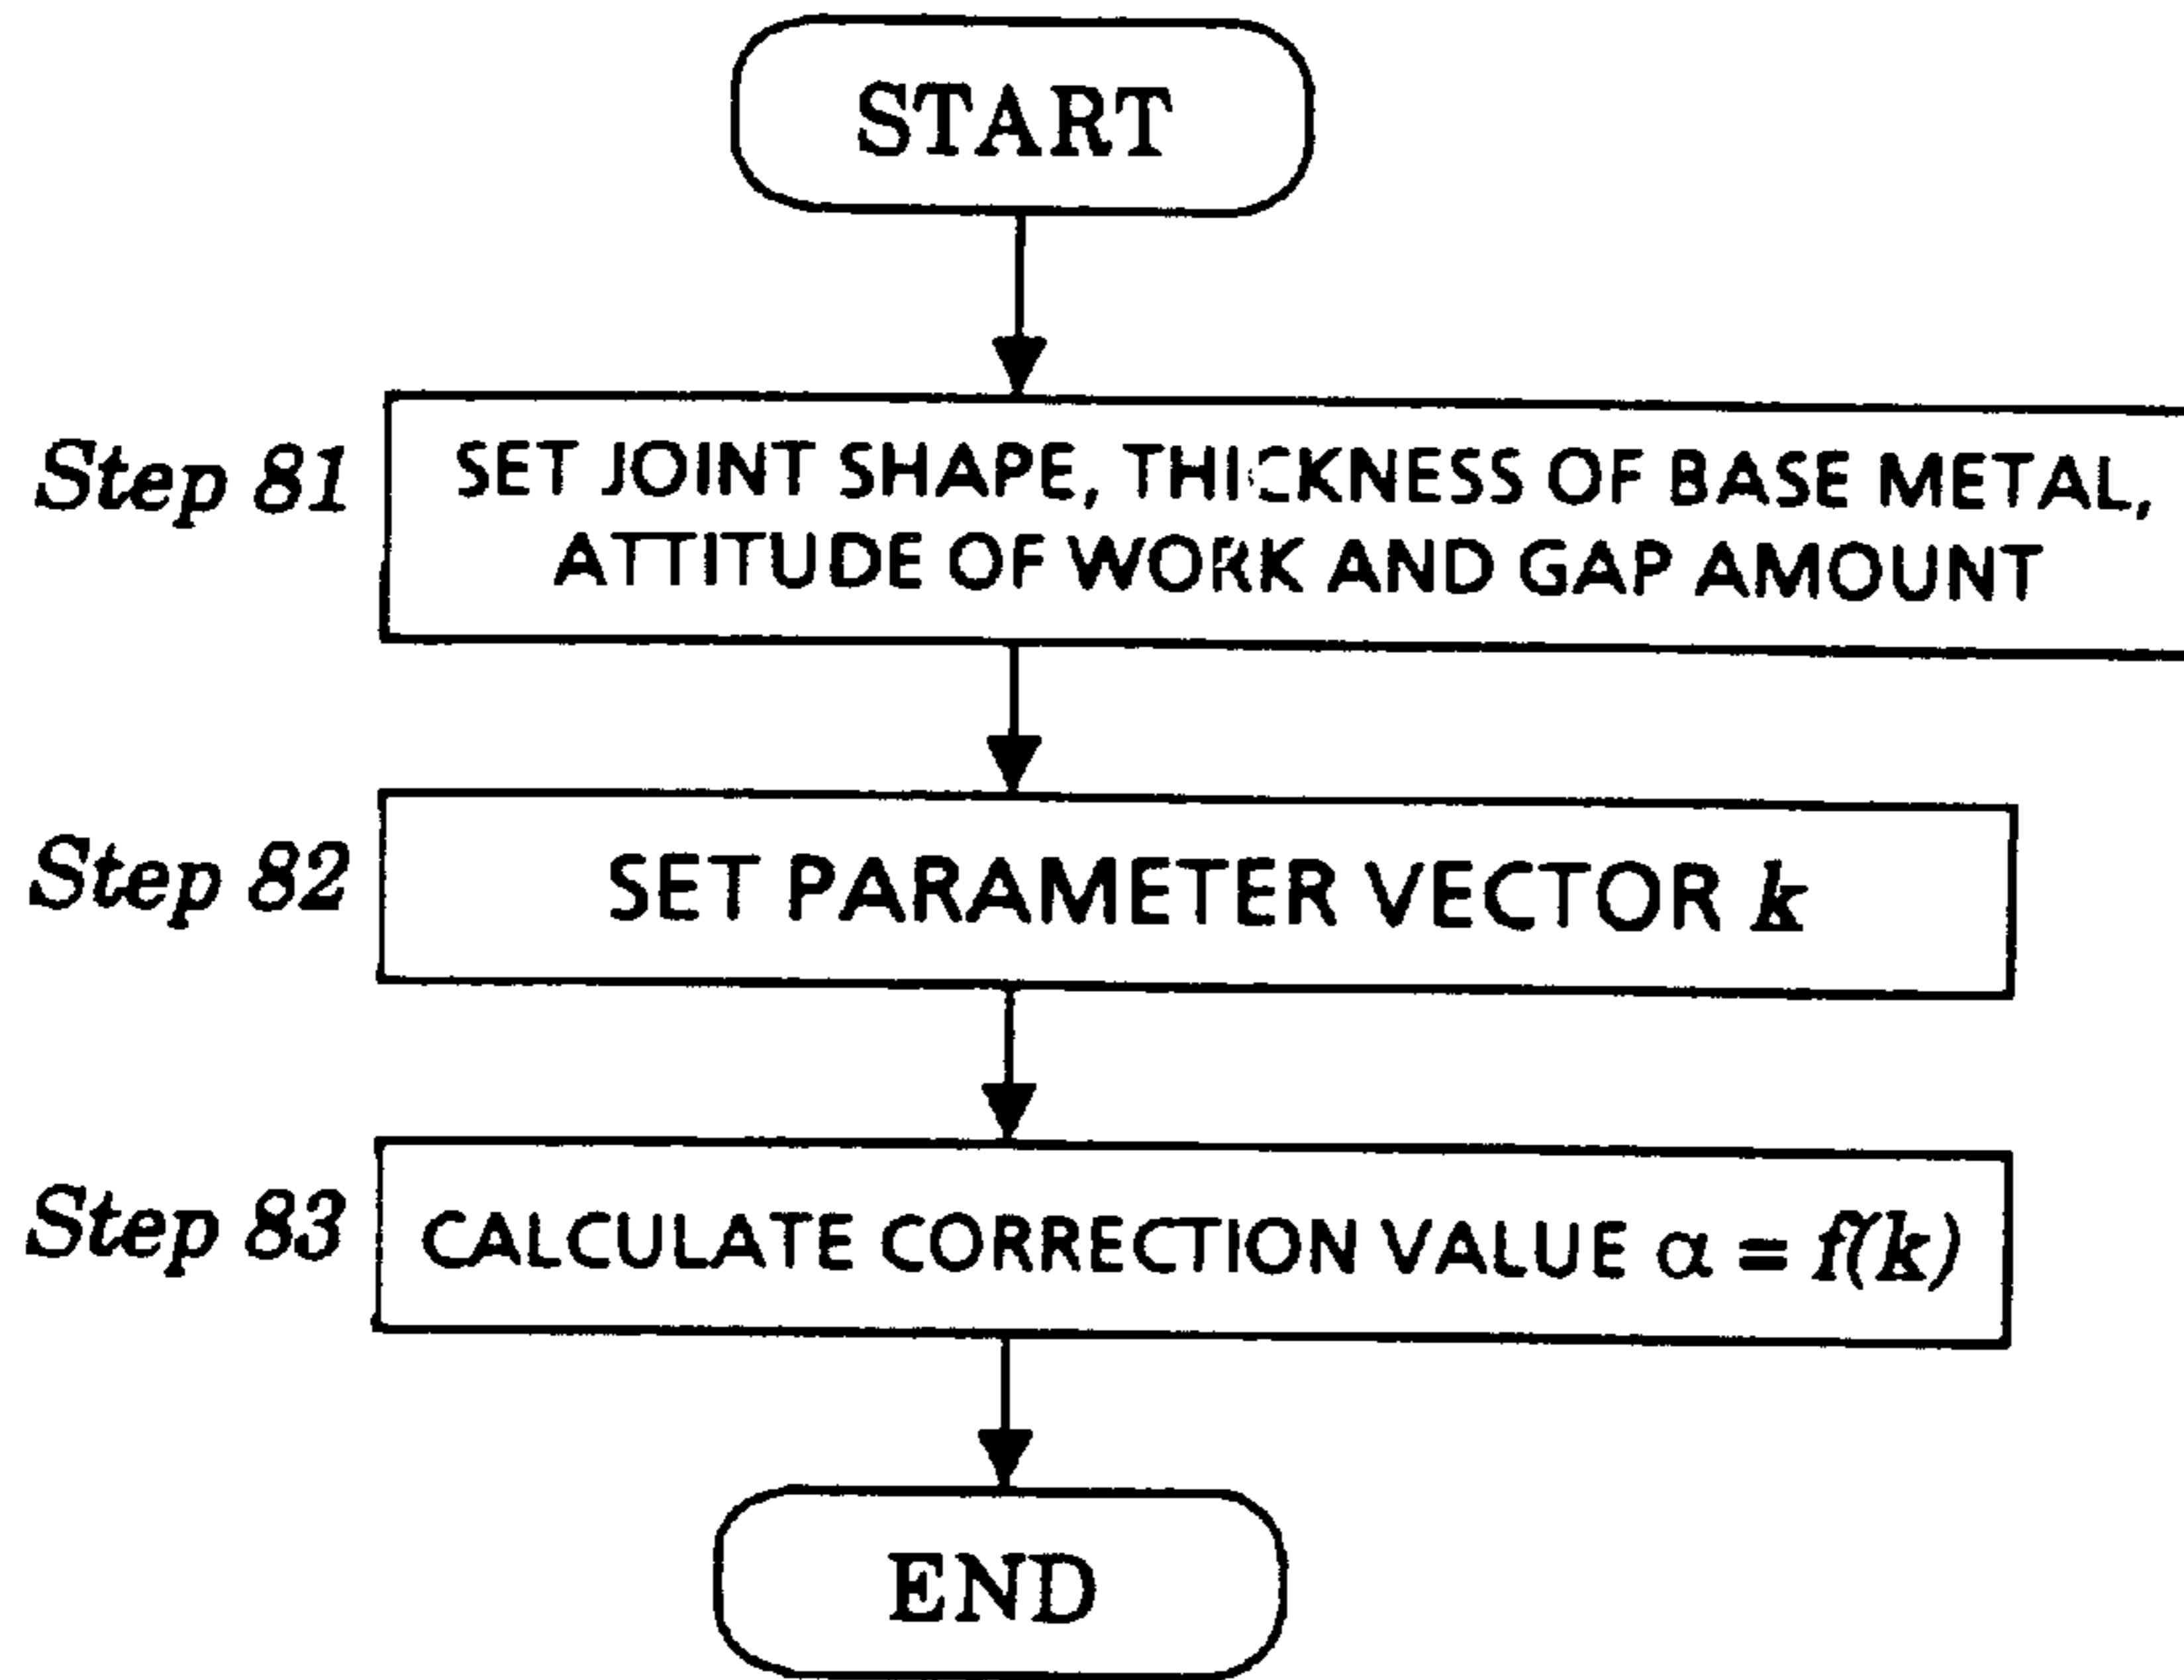 START
Step 81
SET JOINT SHAPE, THICKNESS OF BASE METAL,
ATTITUDE OF WORK AND GAP AMOUNT
Step 82
SET PARAMETER VECTOR k
Step 83
CALCULATE CORRECTION VALUE α = f(k)
END